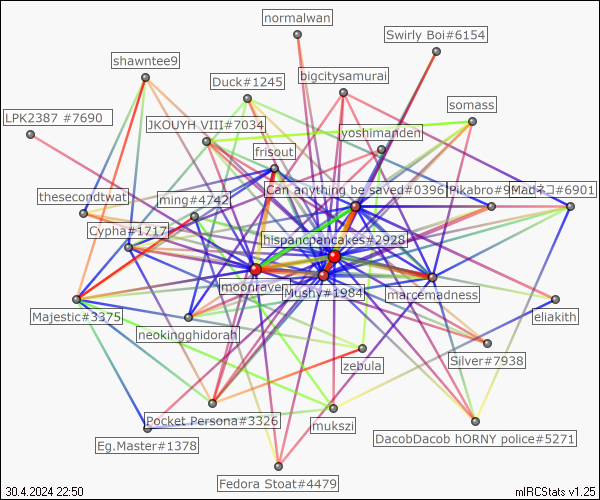 normalwan
Swirly Boi#6154
shawntee9
Duck#1245
bigcitysamurai
somass
LPK2387 #7690
JKOUYH VIII#7034
yoshimanden
frisout
thesecondtwat
ming#4742
Can anything be saved#0396
Pikabro#9
Madネコ#6901
Cypha#1717
hispancpancakes#2928
moonraven
Mushy#1984
marcemadness
Majestic#3375
neokingghidorah
eliakith
zebula
Silver#7938
Pocket Persona#3326
mukszi
Eg.Master#1378
DacobDacob hORNY police#5271
Fedora Stoat#4479
30.4.2024 22:50
mIRCStats v1.25